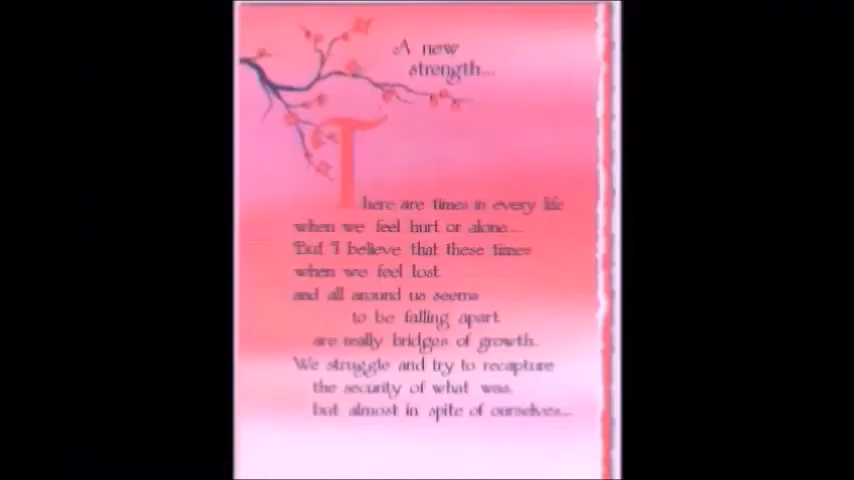 A new
strength...
There are times in every life
when we feel hurt or alone...
But I believe that these times
when we feel lost
and all around us seems
to be falling apart
are really bridges of growth.
We struggle and try to recapture
the security of what was,
but almost in spite of ourselves...